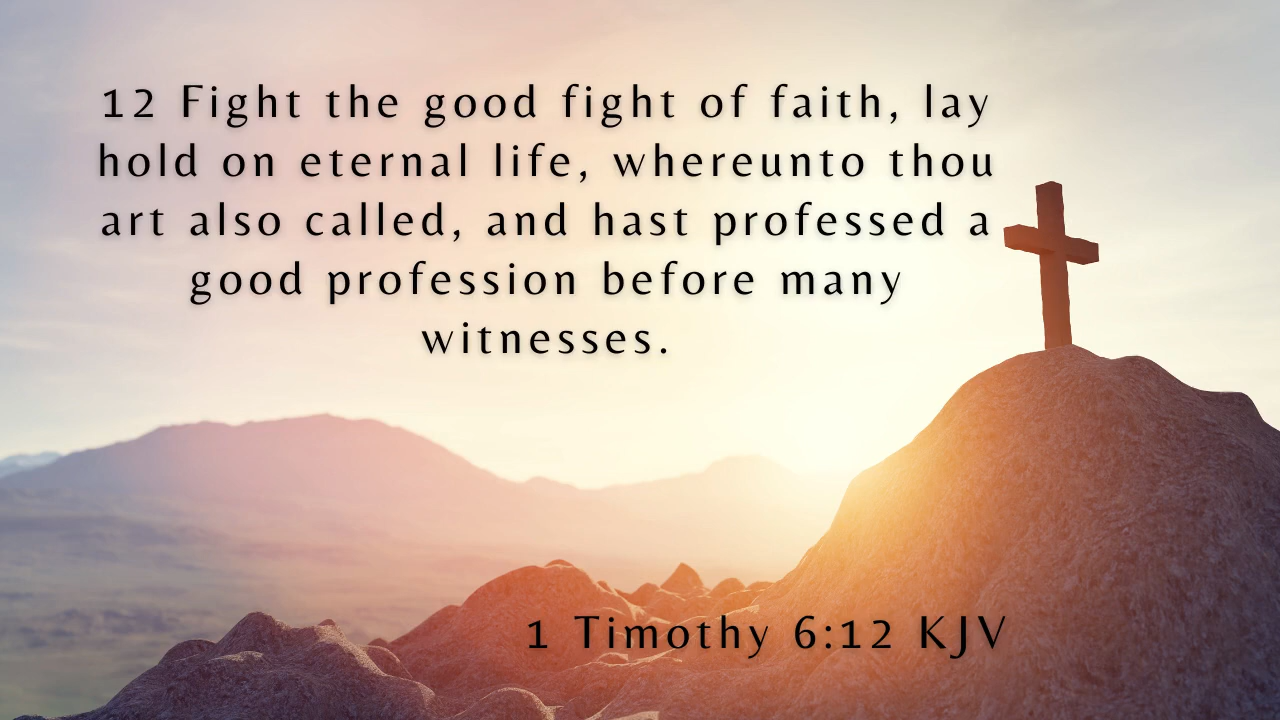 12 Fight the good fight of faith, lay
hold on eternal life, whereunto thou
art also called, and hast professed a
good profession before many
witnesses.
1 Timothy 6:12 KJV